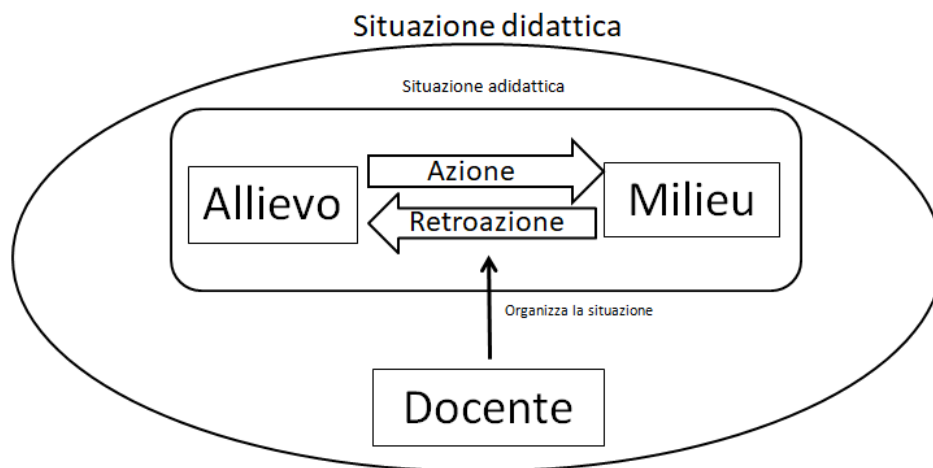 Situazione didattica
Situazione adidattica
Azione
Allievo
Milieu
Retroazione
Organizza la situazione
Docente